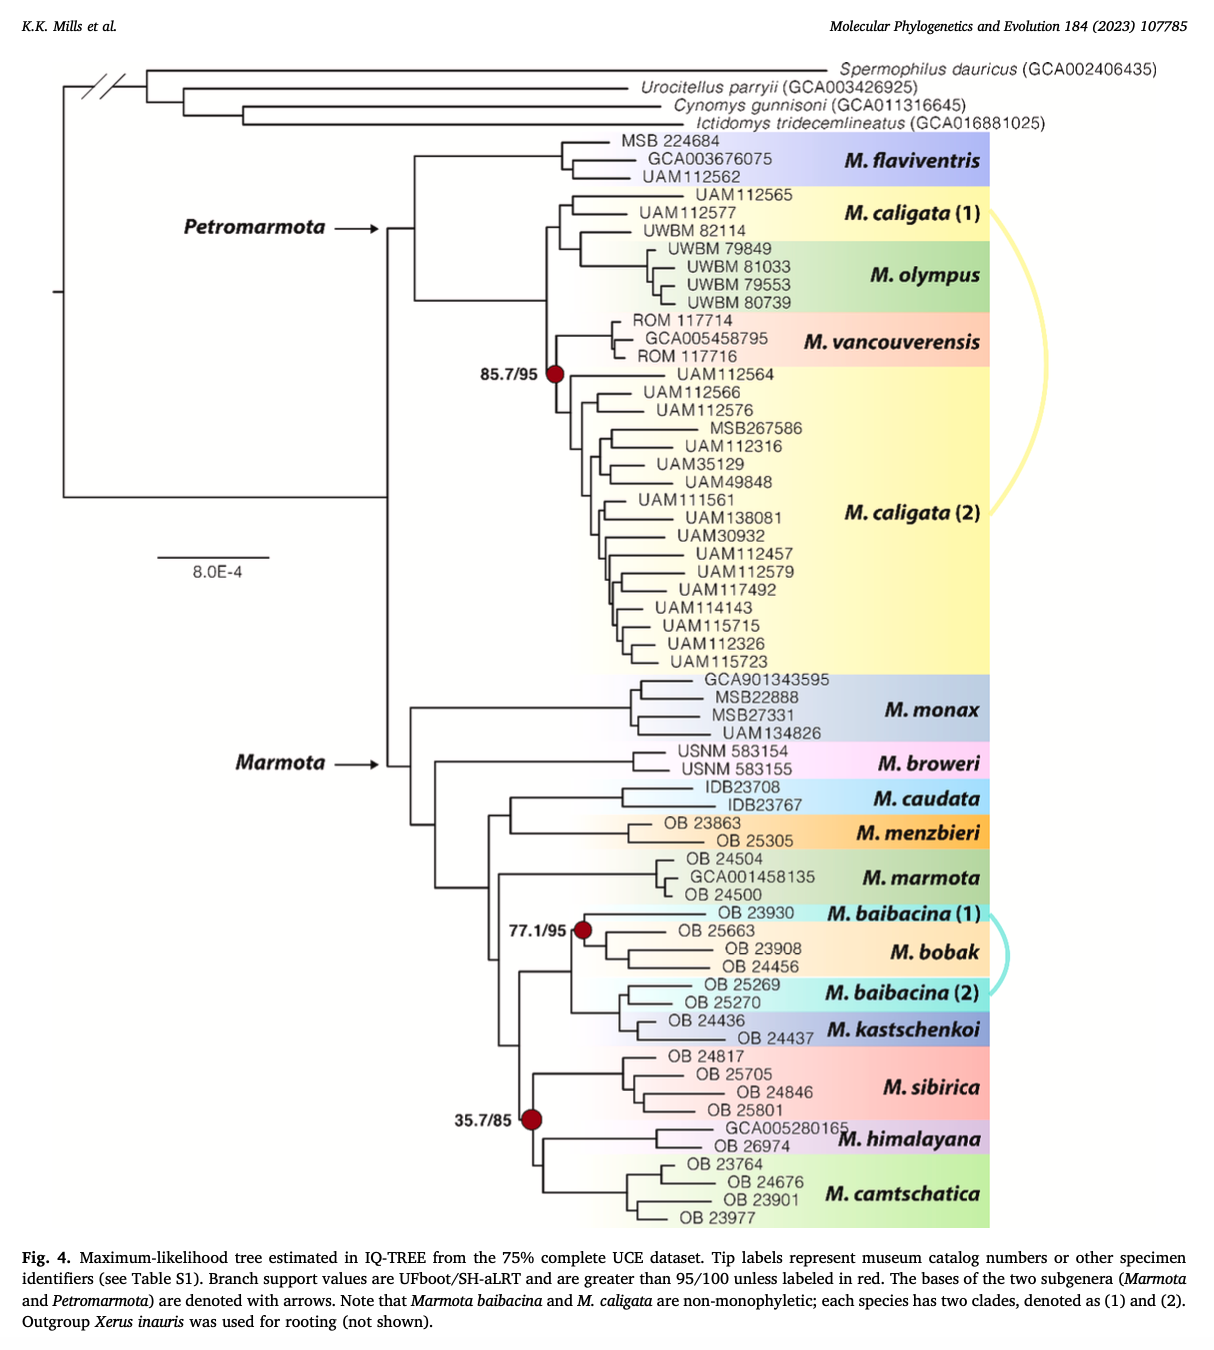 K.K. Mills et al.
Molecular Phylogenetics and Evolution 184 (2023) 107785
Spermophilus dauricus (GCA002406435)
Urocitellus parryii (GCA003426925)
Cynomys gunnisoni (GCA011316645)
Ictidomys tridecemlineatus (GCA016881025)
MSB 224684
GCA003676075
M. flaviventris
UAM112562
Petromarmota
UAM112565
UAM112577
M. caligata (1)
UWBM 82114
UWBM 79849
UWBM 81033
M. olympus
UWBM 79553
UWBM 80739
ROM 117714
GCA005458795
M. vancouverensis
ROM 117716
85.7/95
UAM112564
UAM112566
UAM112576
MSB267586
UAM112316
UAM35129
UAM49848
UAM111561
M. caligata (2)
UAM138081
UAM30932
UAM112457
UAM112579
8.0E-4
UAM117492
UAM114143
UAM115715
UAM112326
UAM115723
GCA901343595
MSB22888
M. monax
MSB27331
UAM134826
Marmota
USNM 583154
USNM 583155
M. broweri
IDB23708
IDB23767
M. caudata
OB 23863
OB 25305
M. menzbieri
OB 24504
GCA001458135
M. marmota
OB 24500
OB 23930
M. baibacina (1)
77.1/95
OB 25663
OB 23908
M. bobak
OB 24456
OB 25269
OB 25270
M. baibacina (2)
OB 24436
OB 24437
M. kastschenkoi
OB 24817
OB 25705
M. sibirica
OB 24846
OB 25801
35.7/85
GCA005280165
OB 26974
M. himalayana
OB 23764
OB 24676
M. camtschatica
OB 23901
OB 23977
Fig. 4. Maximum-likelihood tree estimated in IQ-TREE from the 75% complete UCE dataset. Tip labels represent museum catalog numbers or other specimen
identifiers (see Table S1). Branch support values are UFboot/SH-aLRT and are greater than 95/100 unless labeled in red. The bases of the two subgenera (Marmota
and Petromarmota) are denoted with arrows. Note that Marmota baibacina and M. caligata are non-monophyletic; each species has two clades, denoted as (1) and (2).
Outgroup Xerus inauris was used for rooting (not shown).